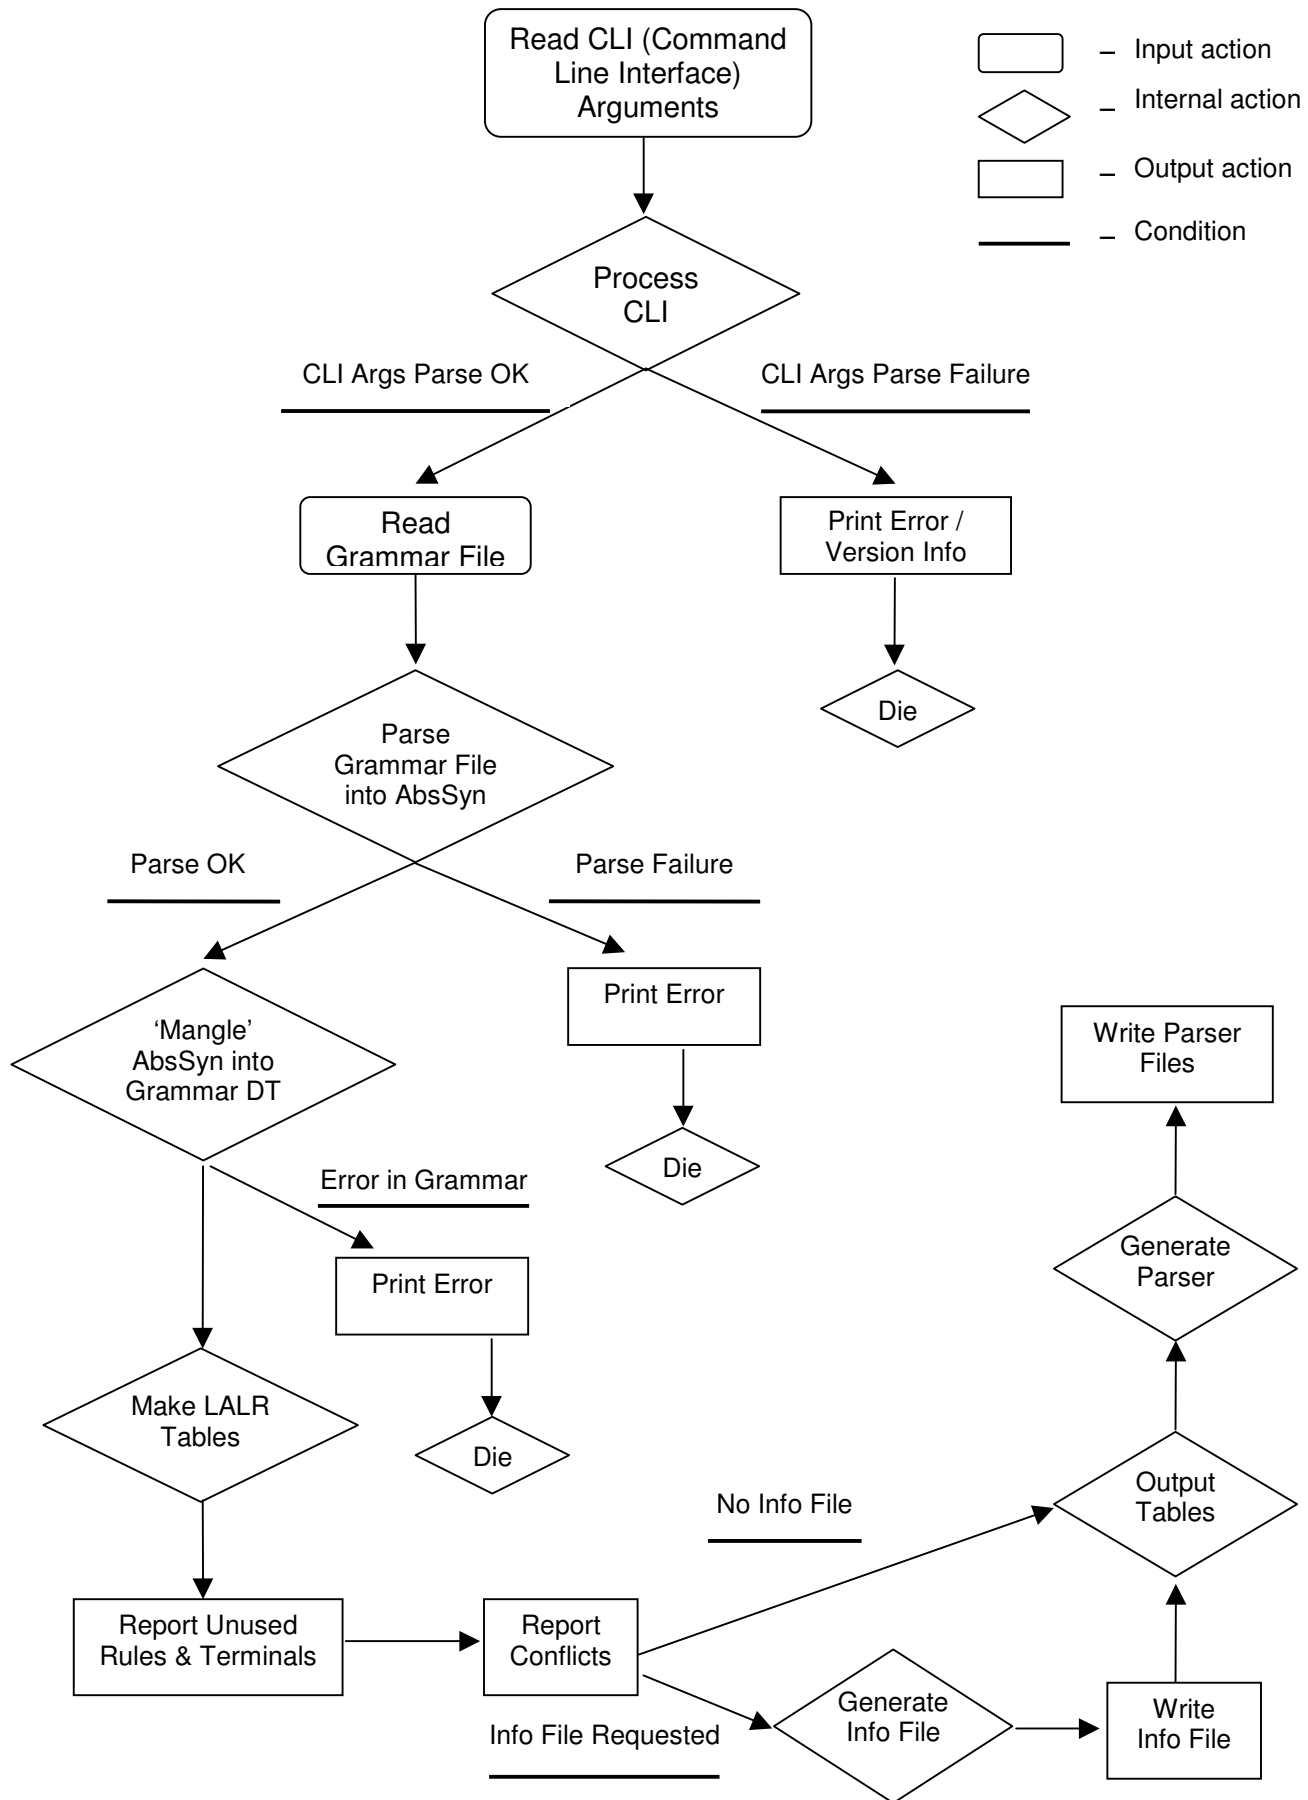 Read CLI (Command
Line Interface)
Arguments
– Input action
– Internal action
– Output action
– Condition
Process
CLI
CLI Args Parse OK
CLI Args Parse Failure
Read
Grammar File
Print Error /
Version Info
Die
Parse
Grammar File
into AbsSyn
Parse OK
Parse Failure
Print Error
Die
‘Mangle’
AbsSyn into
Grammar DT
Error in Grammar
Print Error
Die
Write Parser
Files
Generate
Parser
Make LALR
Tables
Output
Tables
No Info File
Report Unused
Rules & Terminals
Report
Conflicts
Info File Requested
Generate
Info File
Write
Info File